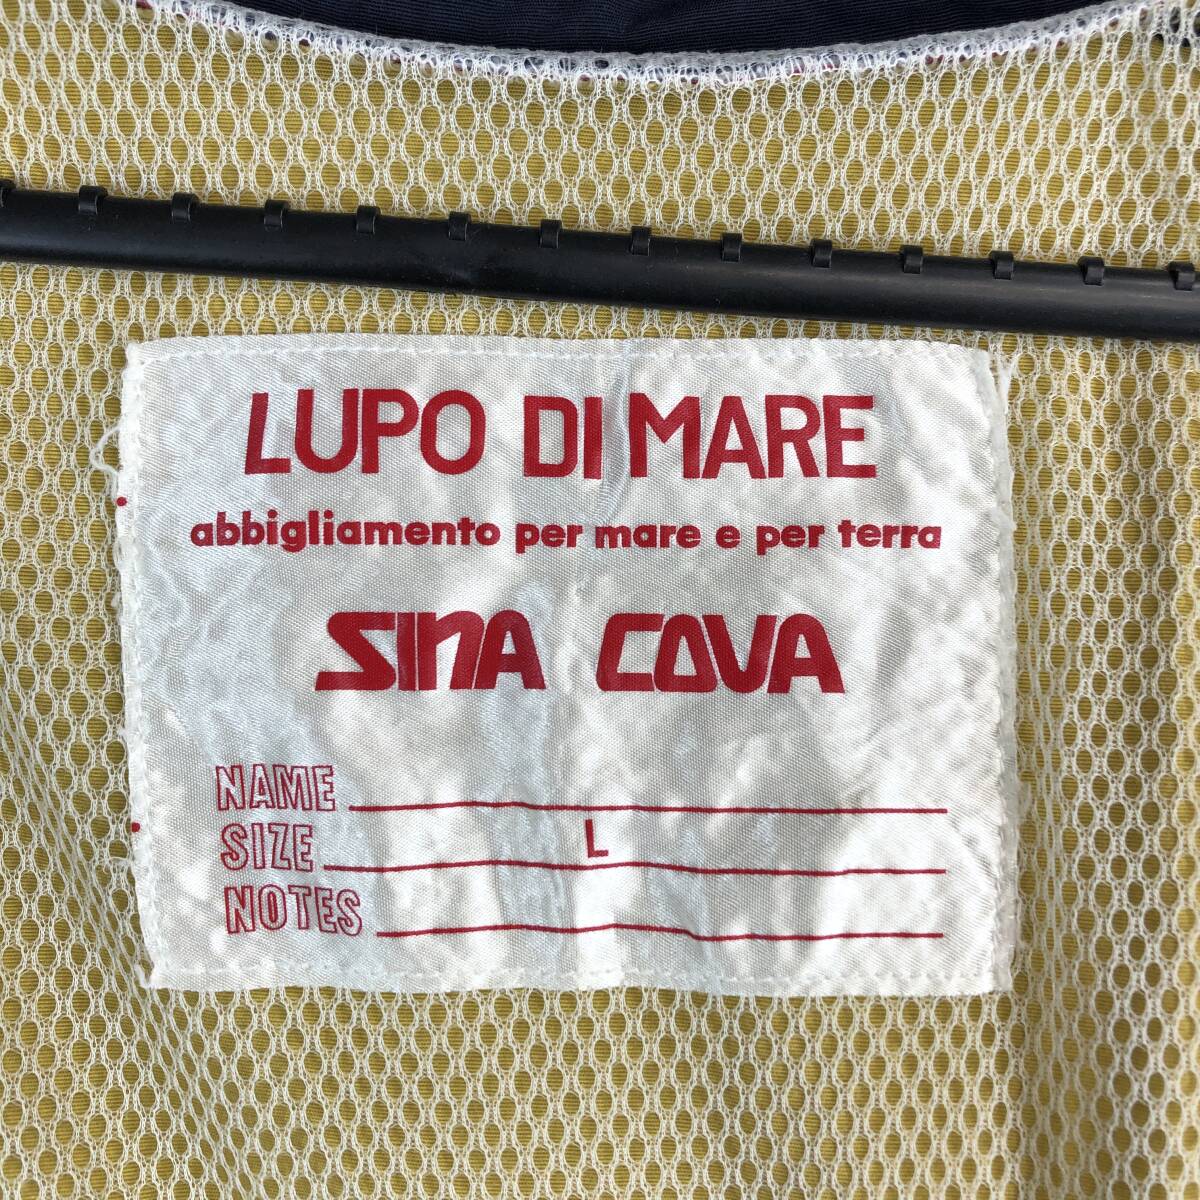 LUPO DI MARE
abbigliamento per mare e per terra
SINA COVA
NAME
SIZE L
NOTES